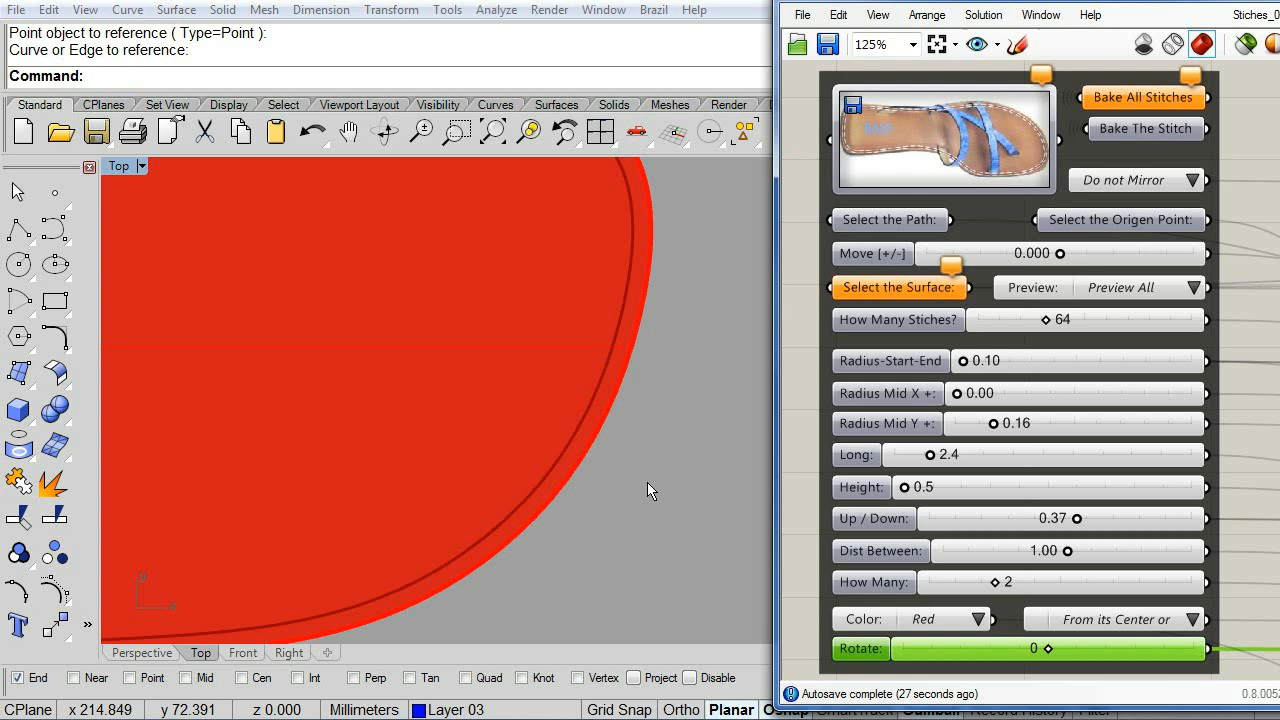 File Edit View Curve Surface Solid Mesh Dimension Transform Tools Analyze Render Window Brazil Help
Point object to reference ( Type=Point ):
Curve or Edge to reference:
Command:
Standard CPlanes Set View Display Select Viewport Layout Visibility Curves Surfaces Solids Meshes Render
Top
Perspective Top Front Right
End Near Point Mid Cen Int Perp Tan Quad Knot Vertex Project Disable
CPlane x 114.849 y 72.391 z 0.000 Millimeters Layer 03 Grid Snap Ortho Planar
File Edit View Arrange Solution Window Help Stiches_0
125%
Bake All Stitches
Bake The Stitch
Do not Mirror
Select the Path: Select the Origen Point:
Move [+/-] 0.000
Select the Surface: Preview: Preview All
How Many Stiches? 64
Radius-Start-End 0.10
Radius Mid X +: 0.00
Radius Mid Y +: 0.16
Long: 2.4
Height: 0.5
Up / Down: 0.37
Dist Between: 1.00
How Many: 2
Color: Red From its Center or
Rotate: 0
Autosave complete (27 seconds ago) 0.8.0052